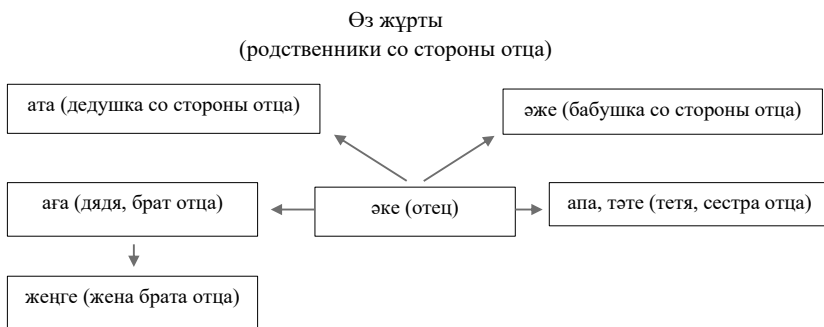 Өз жұрты
(родственники со стороны отца)
ата (дедушка со стороны отца)
әже (бабушка со стороны отца)
аға (дядя, брат отца)
әке (отец)
апа, тәте (тетя, сестра отца)
жеңге (жена брата отца)